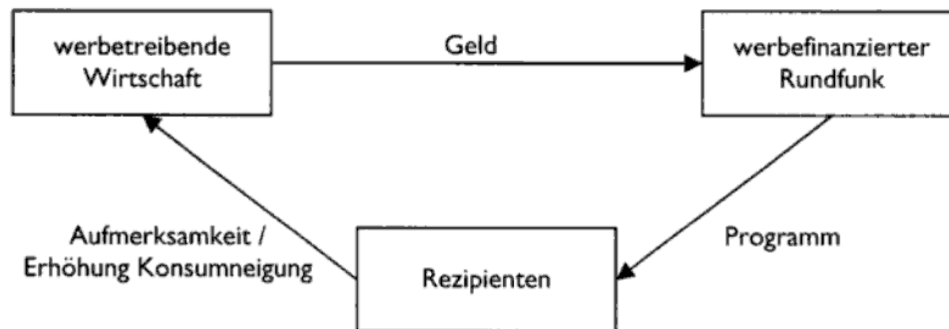 werbetreibende
Wirtschaft
Geld
werbefinanzierter
Rundfunk
Aufmerksamkeit /
Erhöhung Konsumneigung
Programm
Rezipienten